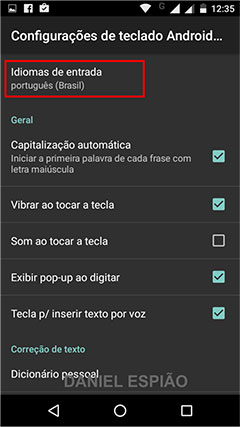 12:35
Configurações de teclado Android...
Idiomas de entrada
português (Brasil)
Geral
Capitalização automática
Iniciar a primeira palavra de cada frase com
letra maiúscula
Vibrar ao tocar a tecla
Som ao tocar a tecla
Exibir pop-up ao digitar
Tecla p/ inserir texto por voz
Correção de texto
Dicionário pessoal
DANIEL ESPIÃO